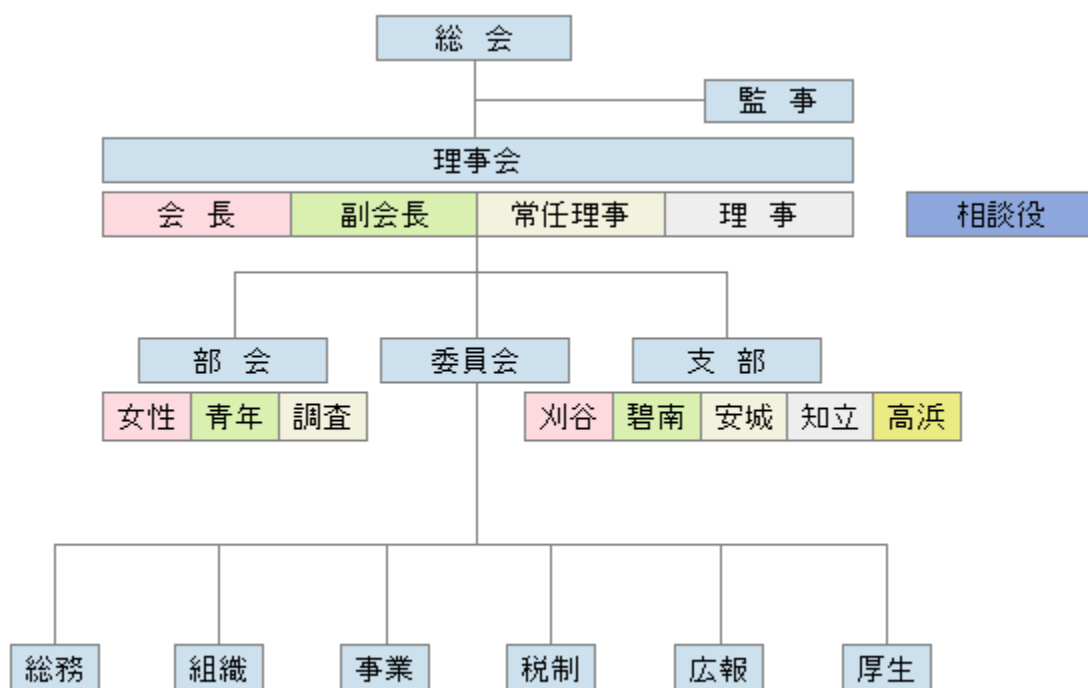 総 会
監 事
理事会
会 長 副会長 常任理事 理 事 相談役
部 会 委員会 支 部
女性 青年 調査 刈谷 碧南 安城 知立 高浜
総務 組織 事業 税制 広報 厚生